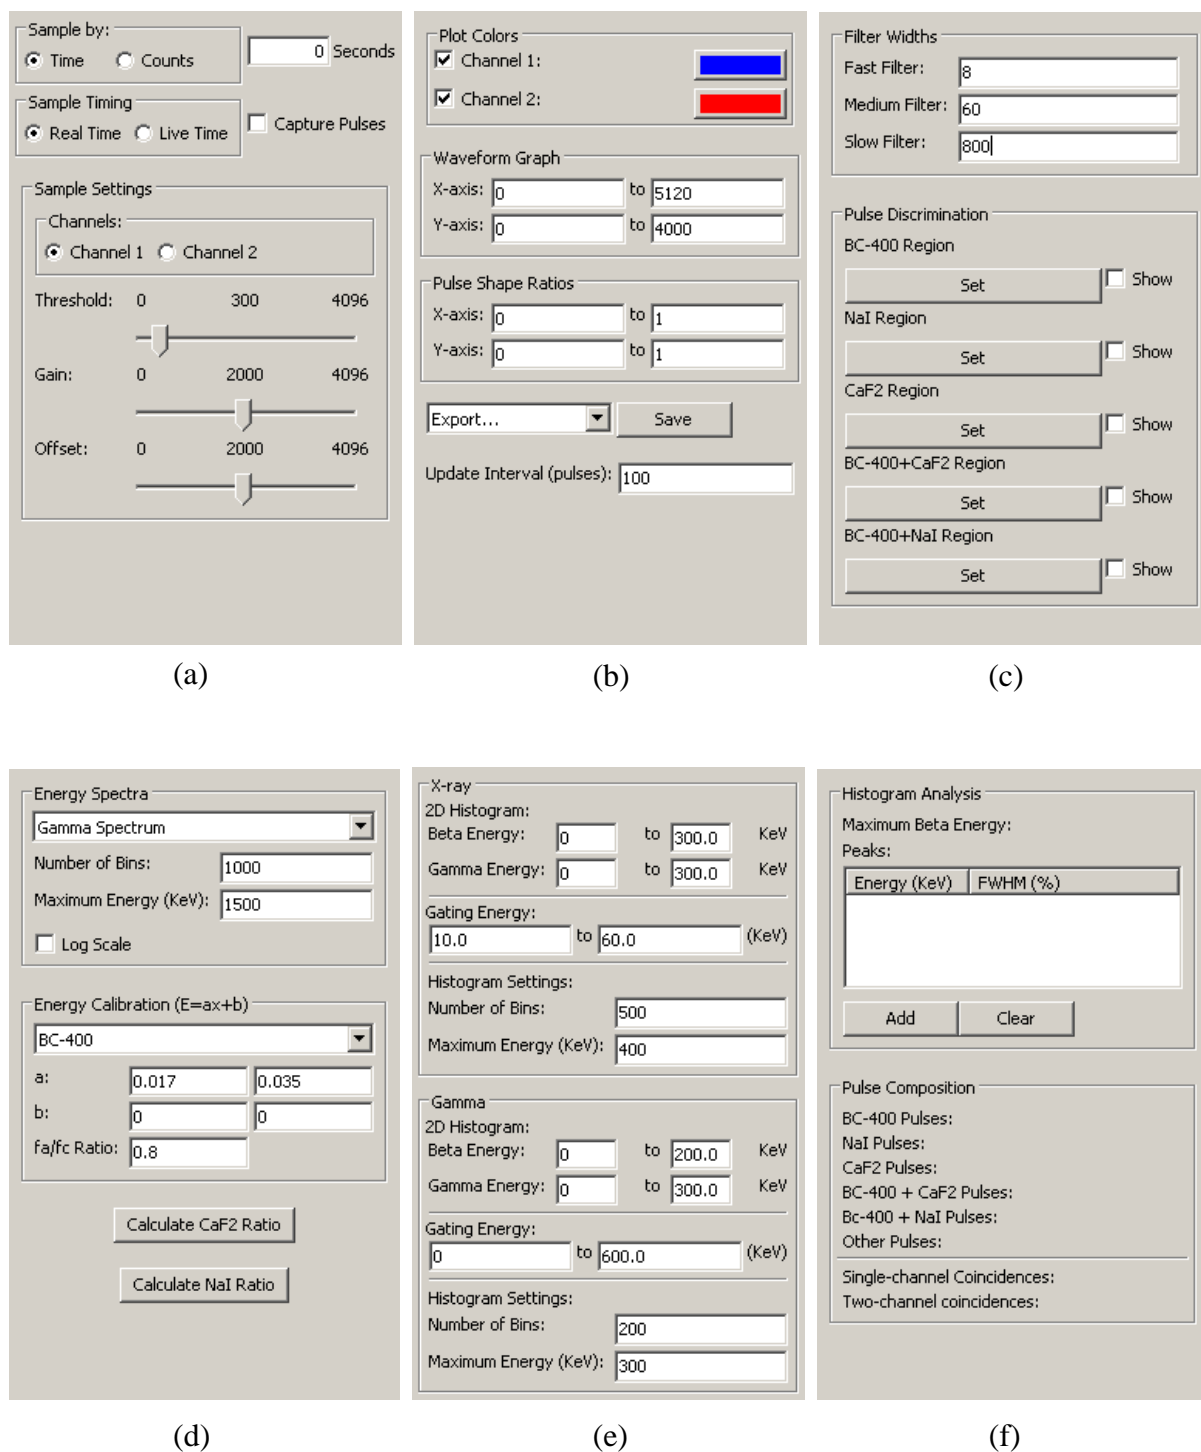 Sample by:
Time Counts 0 Seconds
Sample Timing
Real Time Live Time Capture Pulses
Sample Settings
Channels:
Channel 1 Channel 2
Threshold: 0 300 4096
Gain: 0 2000 4096
Offset: 0 2000 4096
(a)
Plot Colors
Channel 1:
Channel 2:
Waveform Graph
X-axis: 0 to 5120
Y-axis: 0 to 4000
Pulse Shape Ratios
X-axis: 0 to 1
Y-axis: 0 to 1
Export... Save
Update Interval (pulses): 100
(b)
Filter Widths
Fast Filter: 8
Medium Filter: 60
Slow Filter: 800
Pulse Discrimination
BC-400 Region
Set Show
NaI Region
Set Show
CaF2 Region
Set Show
BC-400+CaF2 Region
Set Show
BC-400+NaI Region
Set Show
(c)
Energy Spectra
Gamma Spectrum
Number of Bins: 1000
Maximum Energy (KeV): 1500
Log Scale
Energy Calibration (E=ax+b)
BC-400
a: 0.017 0.035
b: 0 0
fa/fc Ratio: 0.8
Calculate CaF2 Ratio
Calculate NaI Ratio
(d)
X-ray
2D Histogram:
Beta Energy: 0 to 300.0 KeV
Gamma Energy: 0 to 300.0 KeV
Gating Energy:
10.0 to 60.0 (KeV)
Histogram Settings:
Number of Bins: 500
Maximum Energy (KeV): 400
Gamma
2D Histogram:
Beta Energy: 0 to 200.0 KeV
Gamma Energy: 0 to 300.0 KeV
Gating Energy:
0 to 600.0 (KeV)
Histogram Settings:
Number of Bins: 200
Maximum Energy (KeV): 300
(e)
Histogram Analysis
Maximum Beta Energy:
Peaks:
Energy (KeV) FWHM (%)
Add Clear
Pulse Composition
BC-400 Pulses:
NaI Pulses:
CaF2 Pulses:
BC-400 + CaF2 Pulses:
Bc-400 + NaI Pulses:
Other Pulses:
Single-channel Coincidences:
Two-channel coincidences:
(f)